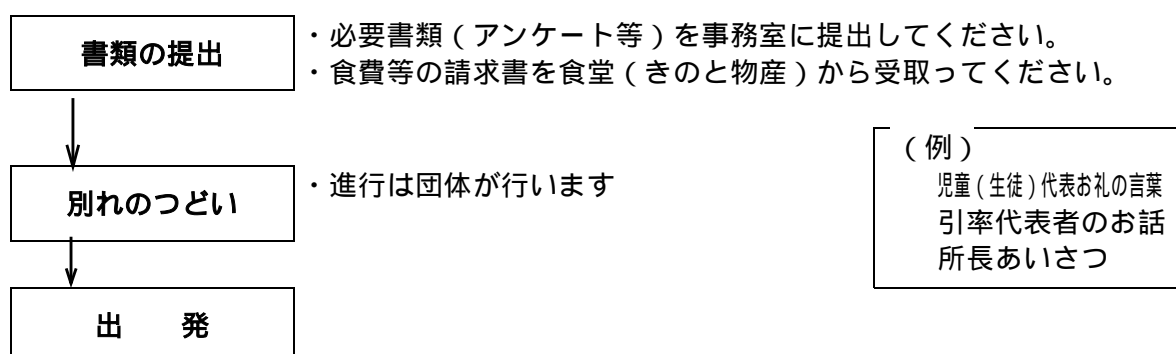 書類の提出
・必要書類（アンケート等）を事務室に提出してください。
・食費等の請求書を食堂（きのと物産）から受取ってください。
別れのつどい
・進行は団体が行います
（例）
児童（生徒）代表お礼の言葉
引率代表者のお話
所長あいさつ
出　　発